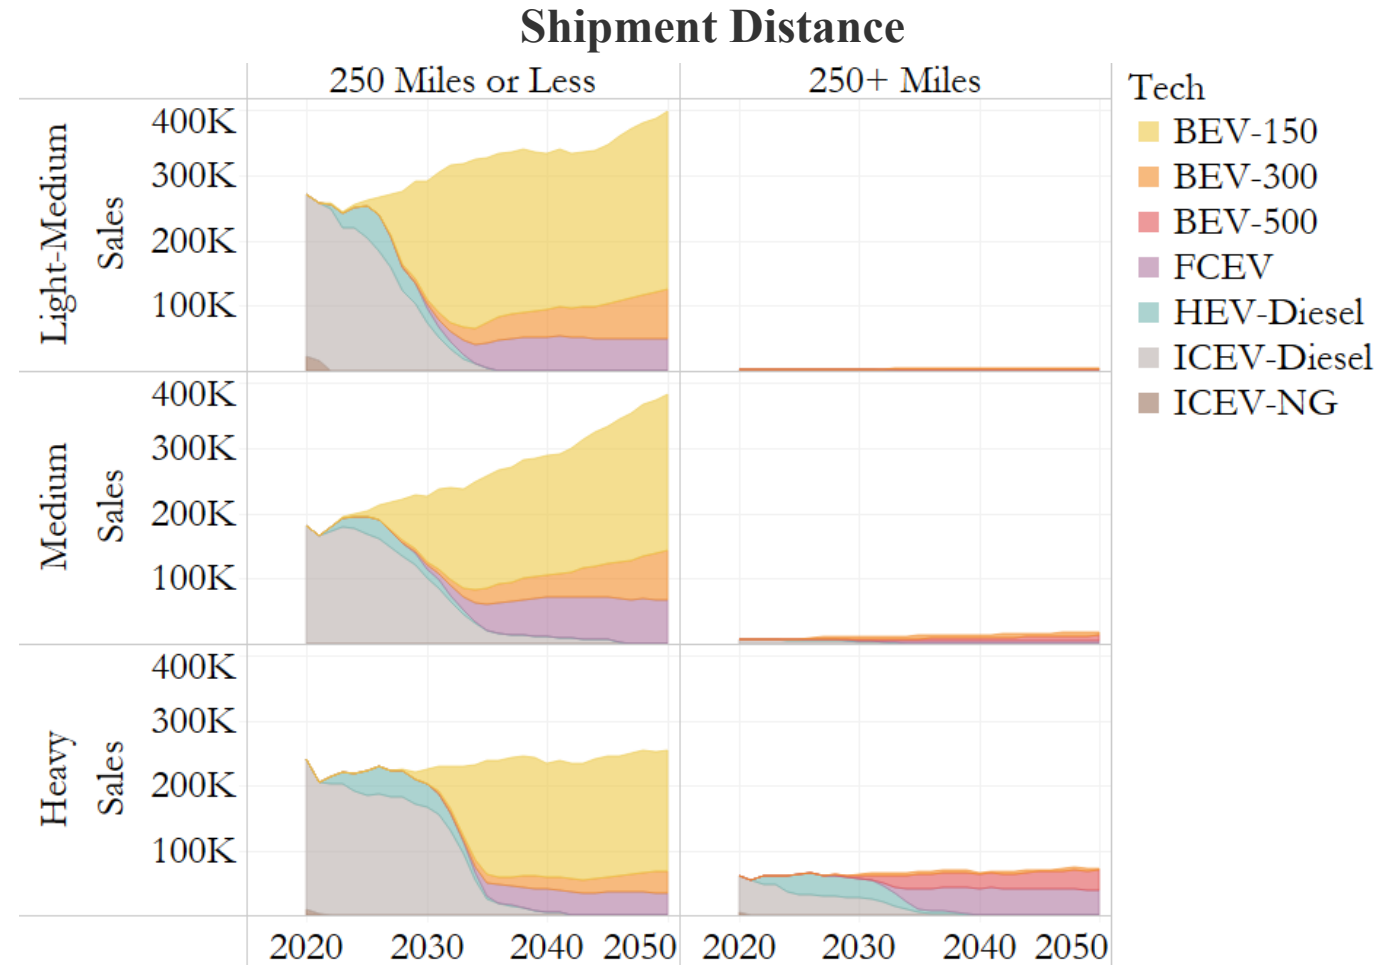 Shipment Distance
250 Miles or Less
250+ Miles
Tech
BEV-150
BEV-300
BEV-500
FCEV
HEV-Diesel
ICEV-Diesel
ICEV-NG
Light-Medium
Sales
400K
300K
200K
100K
Medium
Sales
400K
300K
200K
100K
Heavy
Sales
400K
300K
200K
100K
2020 2030 2040 2050 2020 2030 2040 2050